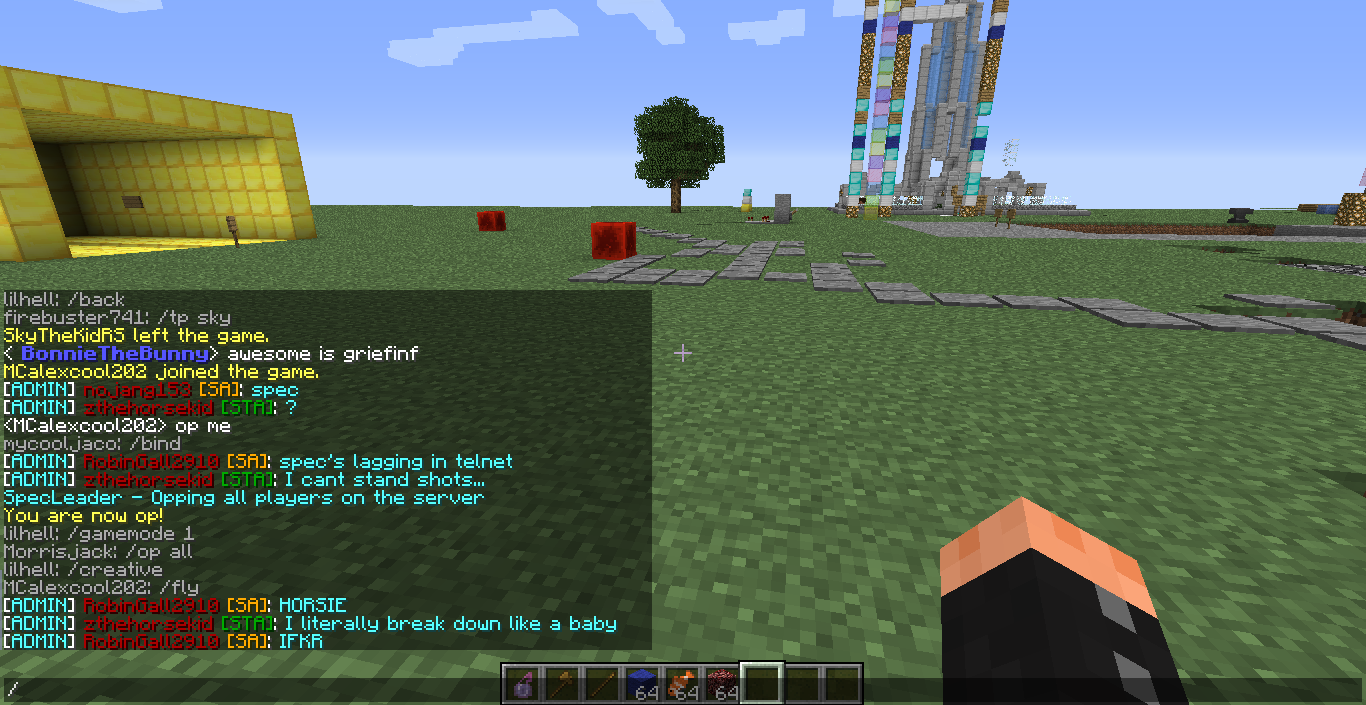 lilhell: /back
firebuster741: /tp sky
SkyTheKidRS left the game.
< BonnieTheBunny> awesome is griefinf
MCalexcool202 joined the game.
[ADMIN] nojang153 [SA]: spec
[ADMIN] zthehorsekid [STA]: ?
<MCalexcool202> op me
mycool.jaco: /bind
[ADMIN] RobinGall2910 [SA]: spec's lagging in telnet
[ADMIN] zthehorsekid [STA]: I cant stand shots...
SpecLeader - Opping all players on the server
You are now op!
lilhell: /gamemode 1
Morris.jack: /op all
lilhell: /creative
MCalexcool202: /fly
[ADMIN] RobinGall2910 [SA]: HORSIE
[ADMIN] zthehorsekid [STA]: I literally break down like a baby
[ADMIN] RobinGall2910 [SA]: IFKR
64 64 64
/